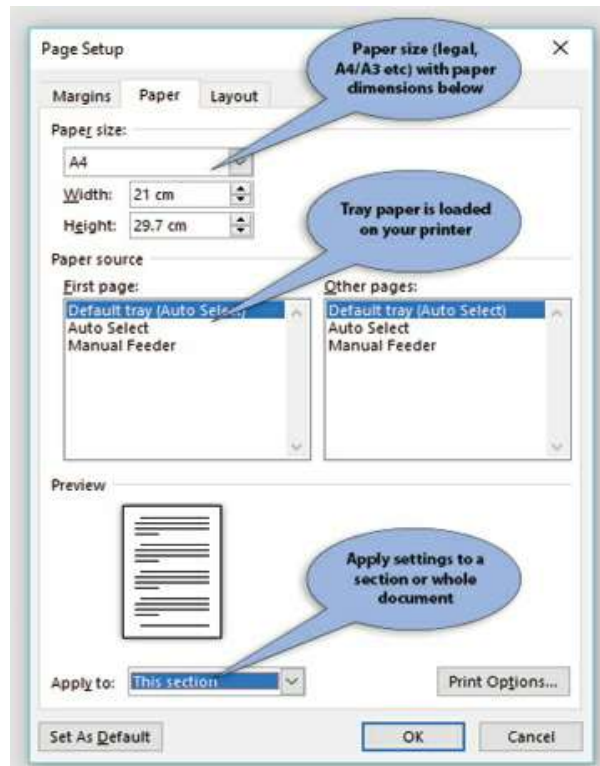 Page Setup
Paper size (legal,
A4/A3 etc) with paper
dimensions below
Margins Paper Layout
Paper size:
A4
Width: 21 cm
Height: 29.7 cm
Tray paper is loaded
on your printer
Paper source
First page: Other pages:
Default tray (Auto Select) Default tray (Auto Select)
Auto Select Auto Select
Manual Feeder Manual Feeder
Preview
Apply settings to a
section or whole
document
Apply to: This section Print Options...
Set As Default OK Cancel